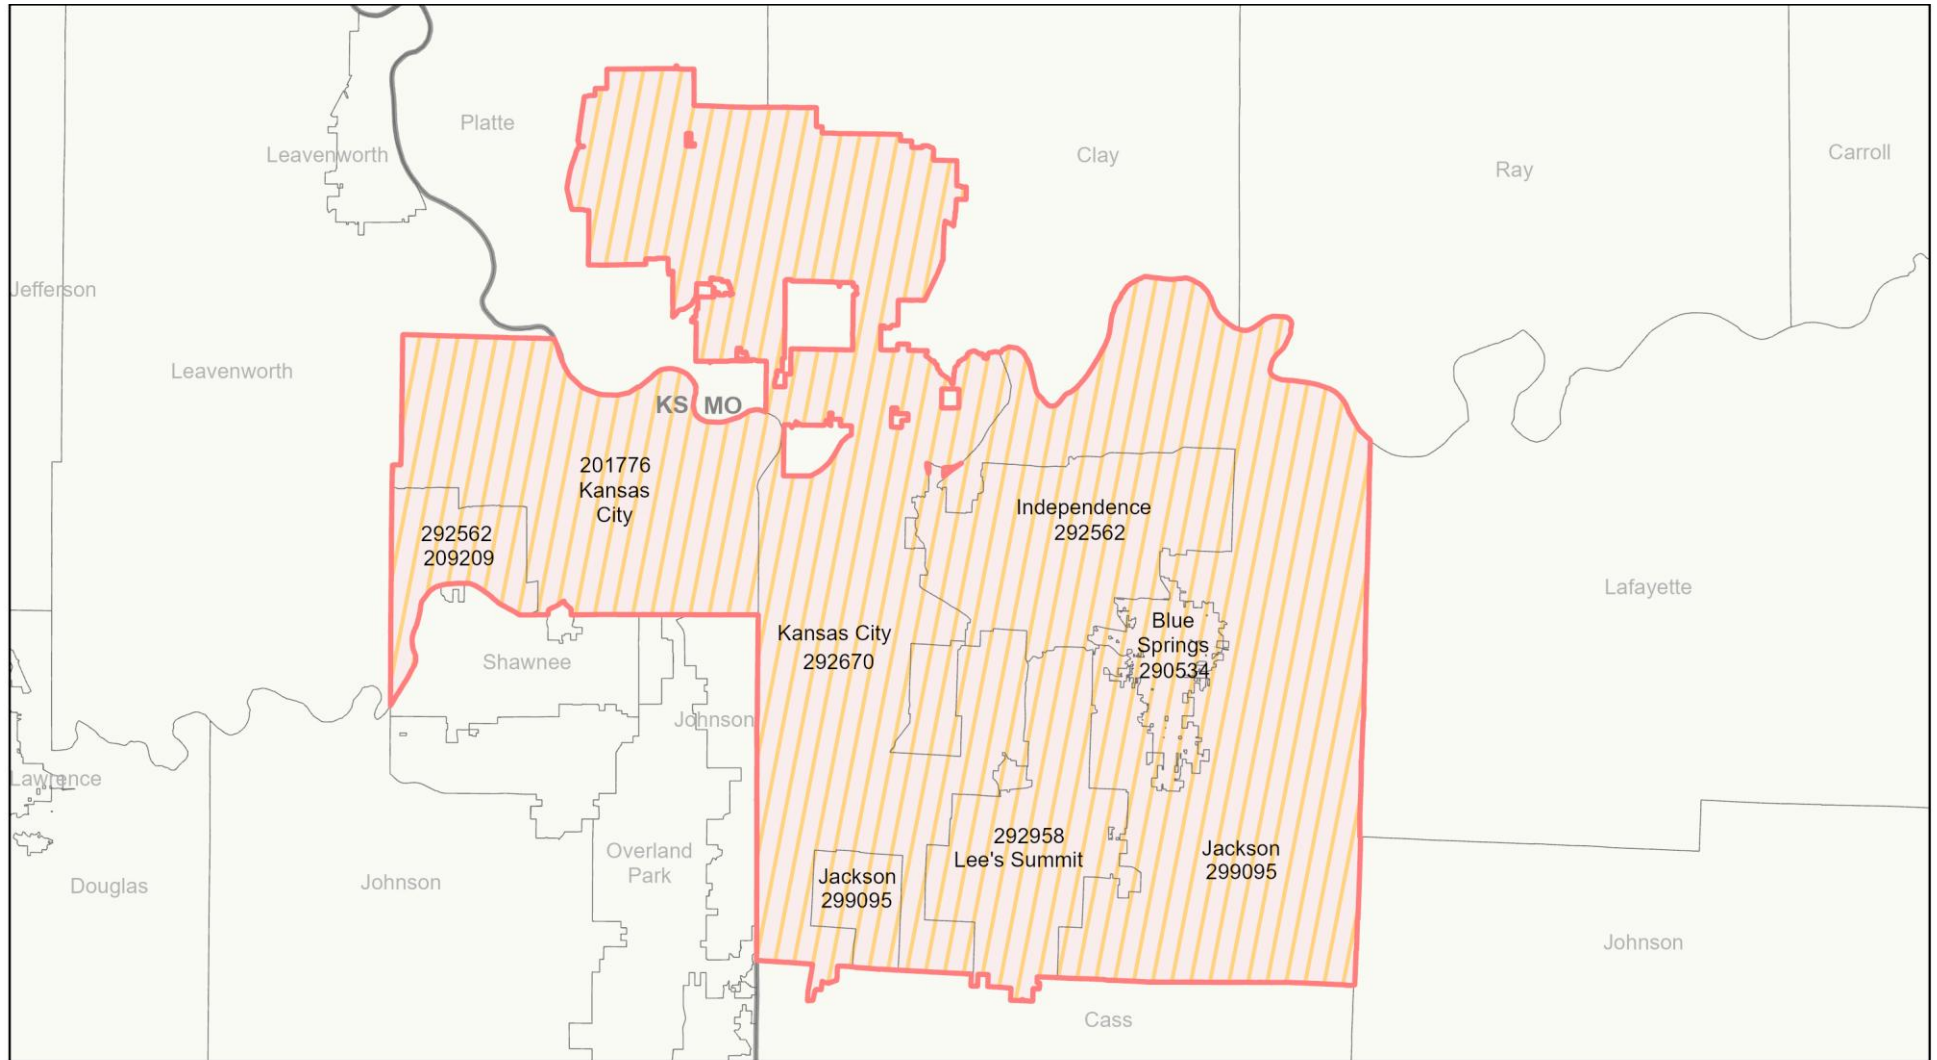 Platte
Leavenworth
Clay
Ray
Carroll
Jefferson
Leavenworth
KS
MO
201776
Kansas
City
292562
209209
Independence
292562
Lafayette
Blue
Springs
290534
Kansas City
292670
Shawnee
Johnson
Lawrence
292958
Lee's Summit
Jackson
299095
Overland
Park
Jackson
299095
Douglas
Johnson
Johnson
Cass